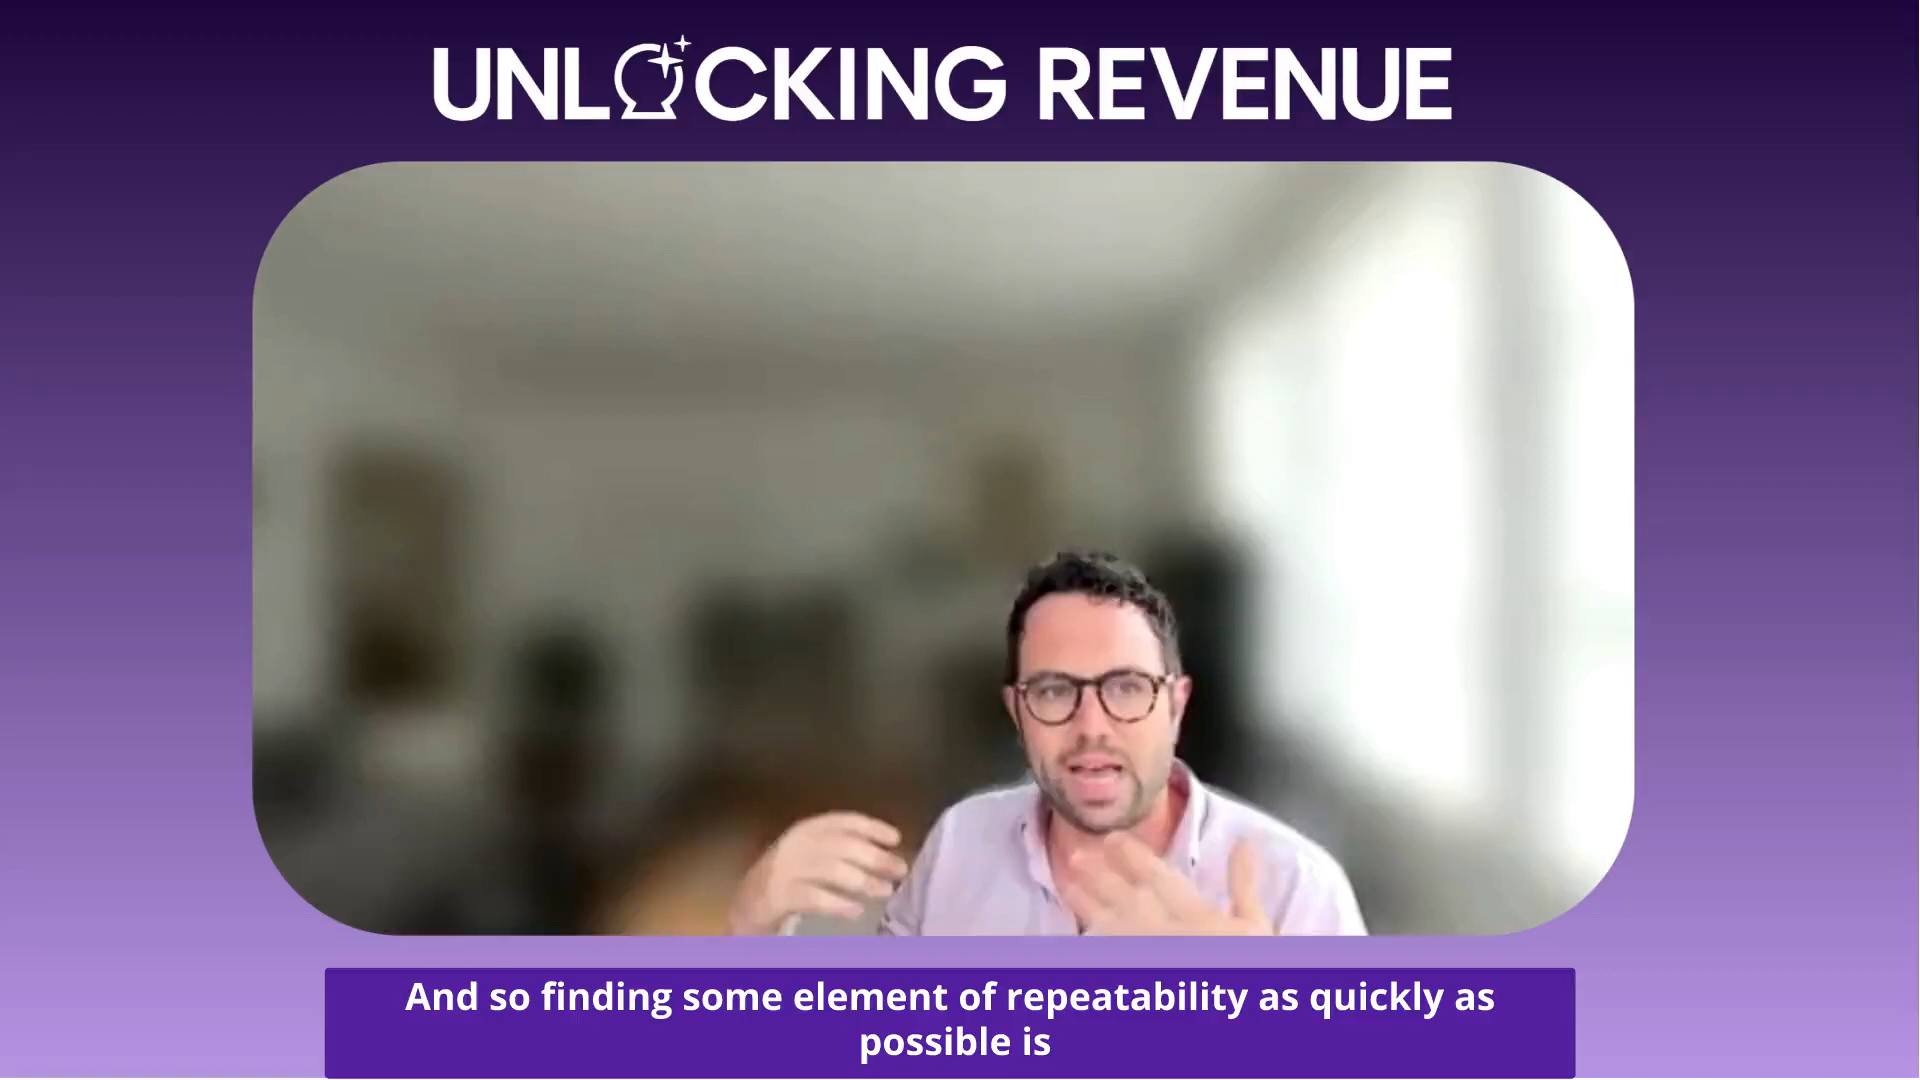 UNLOCKING REVENUE
And so finding some element of repeatability as quickly as
possible is